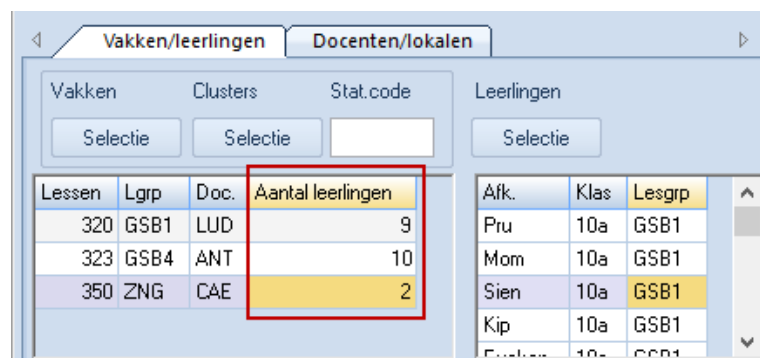 Vakken/leerlingen Docenten/lokalen
Vakken Clusters Stat.code Leerlingen
Selectie Selectie Selectie
Lessen Lgrp Doc. Aantal leerlingen Afk. Klas Lesgrp
320 GSB1 LUD 9 Pru 10a GSB1
323 GSB4 ANT 10 Mom 10a GSB1
350 ZNG CAE 2 Sien 10a GSB1
Kip 10a GSB1